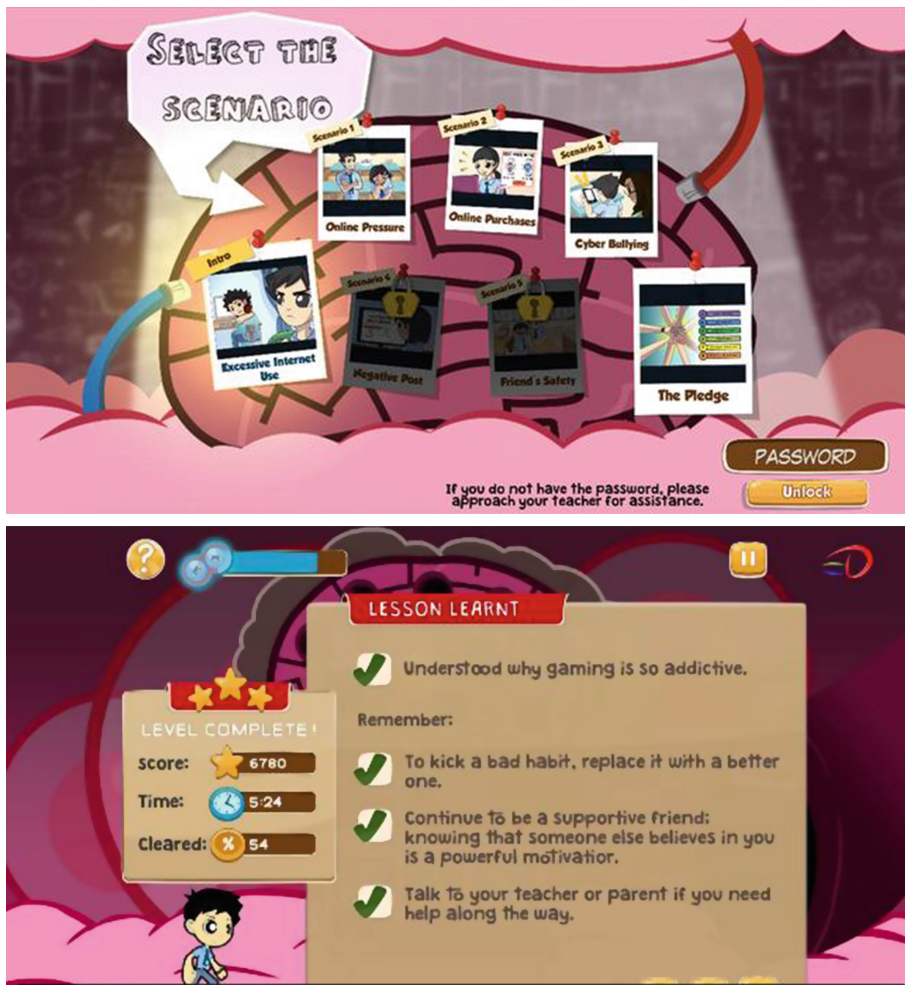 SELECT THE
SCENARIO
Scenario 1
Online Pressure
Scenario 2
Online Purchases
Scenario 3
Cyber Bullying
Intro
Excessive Internet
Use
Scenario 4
Negative Post
Scenario 5
Friend s Safety
The Pledge
PASSWORD
If you do not have the password, please
approach your teacher for assistance.
Unlock
?
LESSON LEARNT
Understood why gaming is so addictive.
Remember:
To kick a bad habit, replace it with a better
one.
Continue to be a supportive friend;
knowing that someone else believes in you
is a powerful motivatior.
Talk to your teacher or parent if you need
help along the way.
LEVEL COMPLETE!
Score: 6780
Time: 5:24
Cleared: % 54